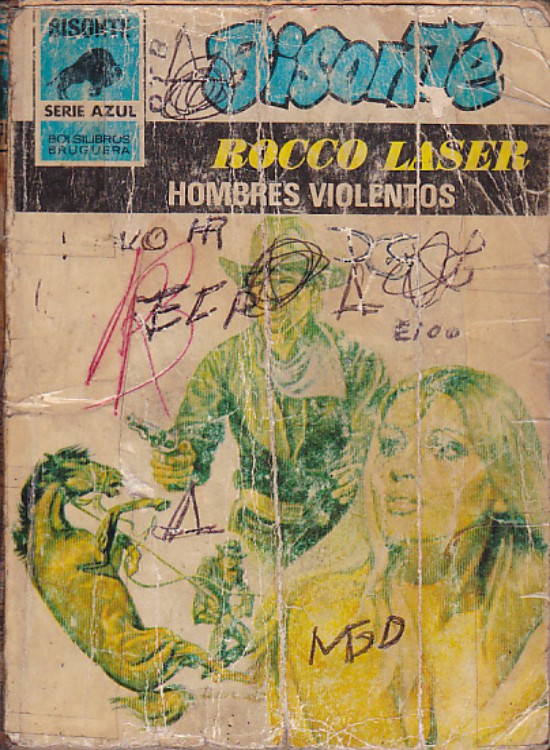 BISONTE
SERIE AZUL
BOLSILIBROS
BRUGUERA
Bisonte
ROCCO LASER
HOMBRES VIOLENTOS